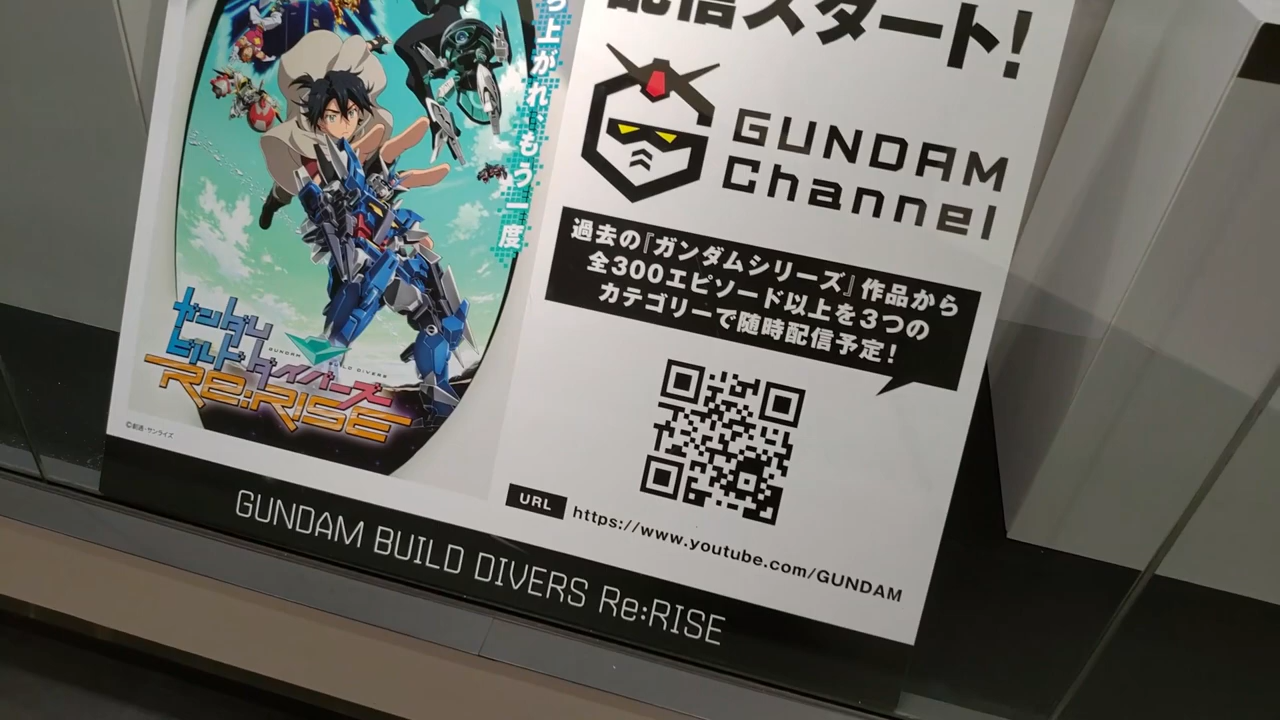 配信スタート!
GUNDAM
Channel
過去の『ガンダムシリーズ』作品から
全300エピソード以上を3つの
カテゴリーで随時配信予定!
URL https://www.youtube.com/GUNDAM
上がれ、もう一度
ガンダム
ビルドダイバーズ
GUNDAM BUILD DIVERS
Re:RISE
©創通・サンライズ
GUNDAM BUILD DIVERS Re:RISE